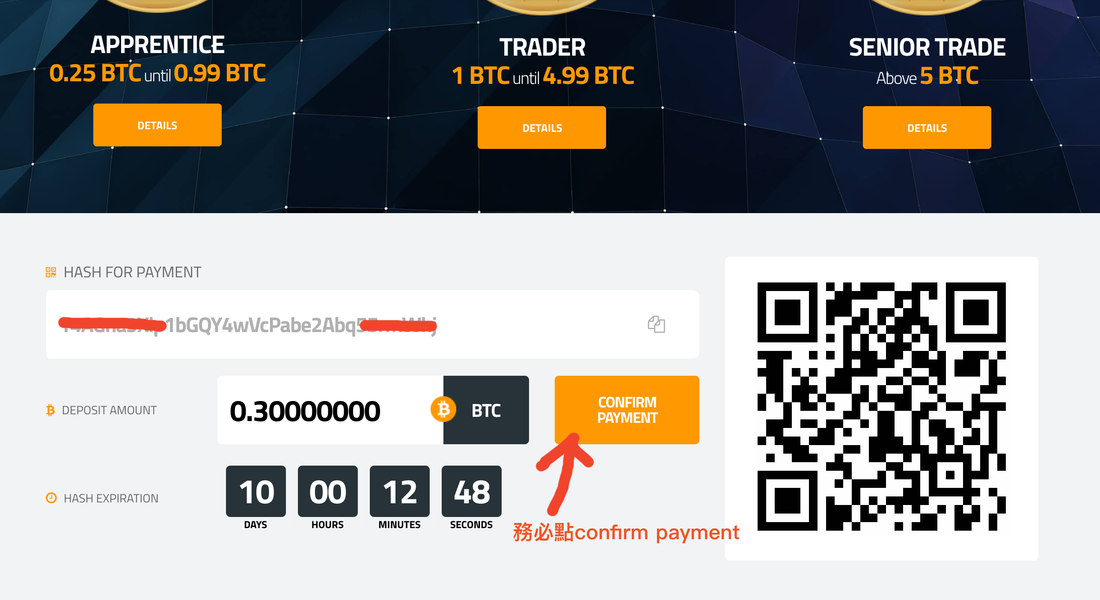 APPRENTICE
0.25 BTC until 0.99 BTC
DETAILS
TRADER
1 BTC until 4.99 BTC
DETAILS
SENIOR TRADE
Above 5 BTC
DETAILS
HASH FOR PAYMENT
1bGQY4wVcPabe2Abq
DEPOSIT AMOUNT
0.30000000
BTC
CONFIRM
PAYMENT
HASH EXPIRATION
10 00 12 48
DAYS HOURS MINUTES SECONDS
務必點confirm payment